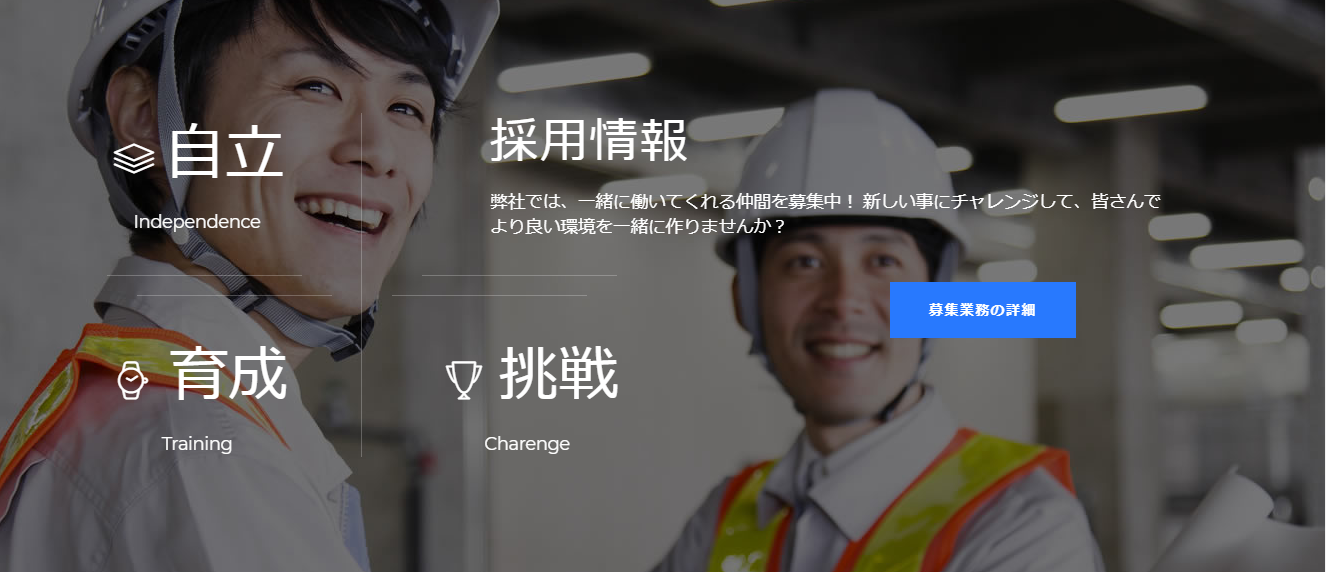 自立
Independence
採用情報
弊社では、一緒に働いてくれる仲間を募集中！ 新しい事にチャレンジして、皆さんで
より良い環境を一緒に作りませんか？
募集業務の詳細
育成
Training
挑戦
Charenge